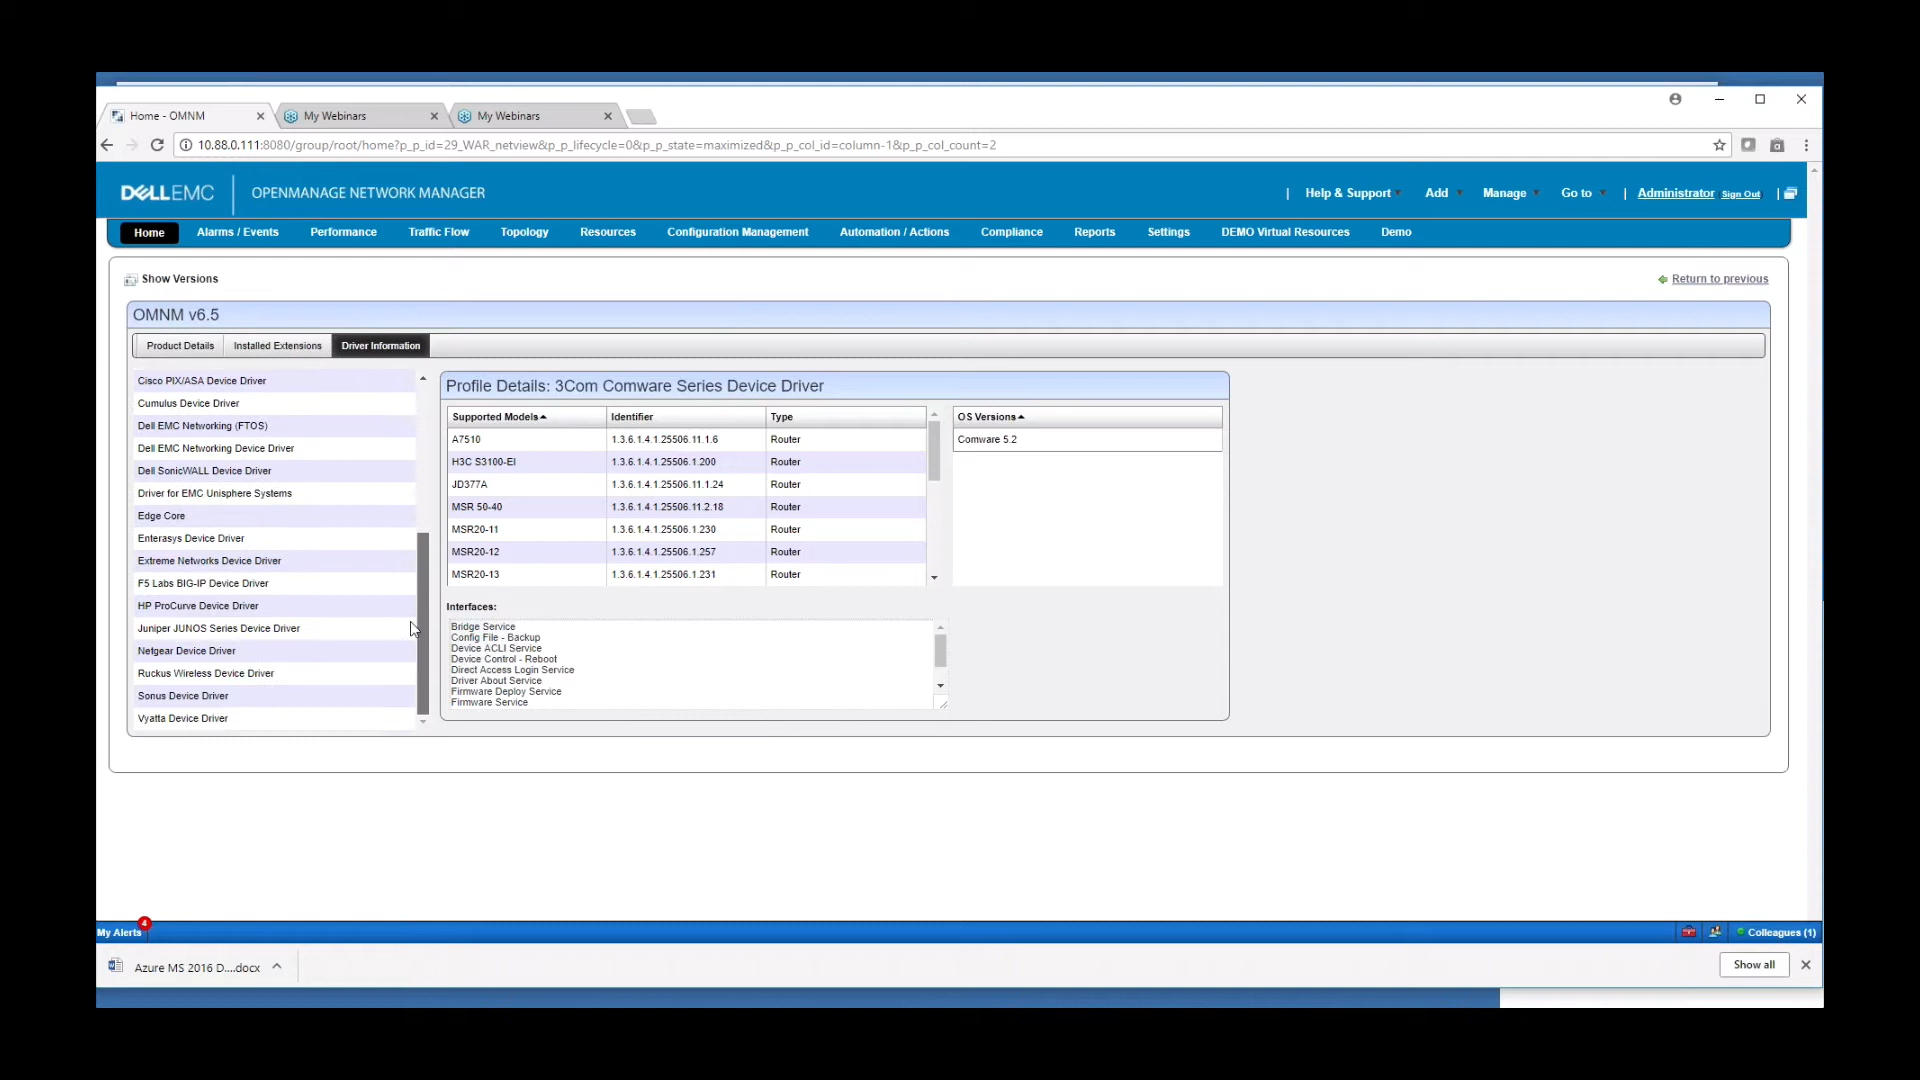 Home - OMNM
My Webinars
My Webinars
10.88.0.111:8080/group/root/home?p_p_id=29_WAR_netview&p_p_lifecycle=0&p_p_state=maximized&p_p_col_id=column-1&p_p_col_count=2
DELLEMC OPENMANAGE NETWORK MANAGER | Help & Support Add Manage Go to | Administrator Sign Out |
Home Alarms / Events Performance Traffic Flow Topology Resources Configuration Management Automation / Actions Compliance Reports Settings DEMO Virtual Resources Demo
Show Versions
Return to previous
OMNM v6.5
Product Details Installed Extensions Driver Information
Cisco PIX/ASA Device Driver
Cumulus Device Driver
Dell EMC Networking (FTOS)
Dell EMC Networking Device Driver
Dell SonicWALL Device Driver
Driver for EMC Unisphere Systems
Edge Core
Enterasys Device Driver
Extreme Networks Device Driver
F5 Labs BIG-IP Device Driver
HP ProCurve Device Driver
Juniper JUNOS Series Device Driver
Netgear Device Driver
Ruckus Wireless Device Driver
Sonus Device Driver
Vyatta Device Driver
Profile Details: 3Com Comware Series Device Driver
Supported Models Identifier Type
A7510 1.3.6.1.4.1.25506.11.1.6 Router
H3C S3100-EI 1.3.6.1.4.1.25506.1.200 Router
JD377A 1.3.6.1.4.1.25506.11.1.24 Router
MSR 50-40 1.3.6.1.4.1.25506.11.2.18 Router
MSR20-11 1.3.6.1.4.1.25506.1.230 Router
MSR20-12 1.3.6.1.4.1.25506.1.257 Router
MSR20-13 1.3.6.1.4.1.25506.1.231 Router
OS Versions
Comware 5.2
Interfaces:
Bridge Service
Config File - Backup
Device ACLI Service
Device Control - Reboot
Direct Access Login Service
Driver About Service
Firmware Deploy Service
Firmware Service
My Alerts 4
Colleagues (1)
Azure MS 2016 D....docx
Show all